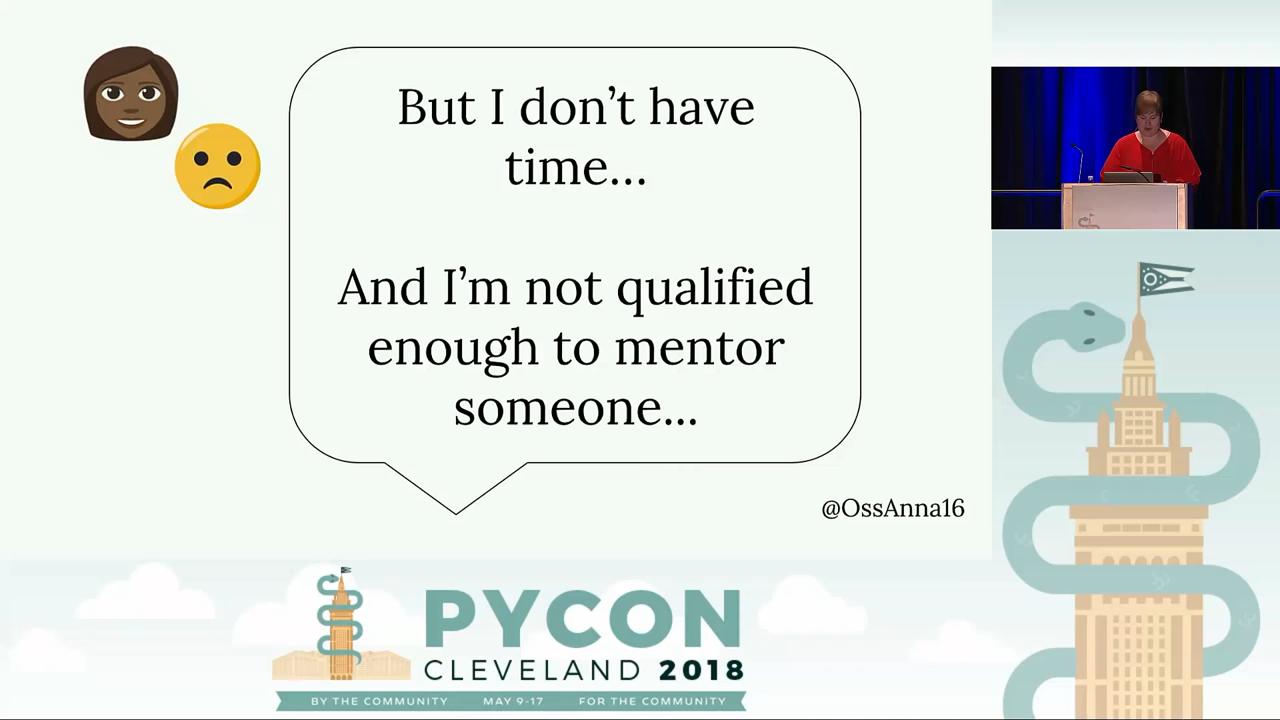 But I don't have
time...
And I'm not qualified
enough to mentor
someone...
@OssAnna16
PYCON
CLEVELAND 2018
BY THE COMMUNITY MAY 9-17 FOR THE COMMUNITY